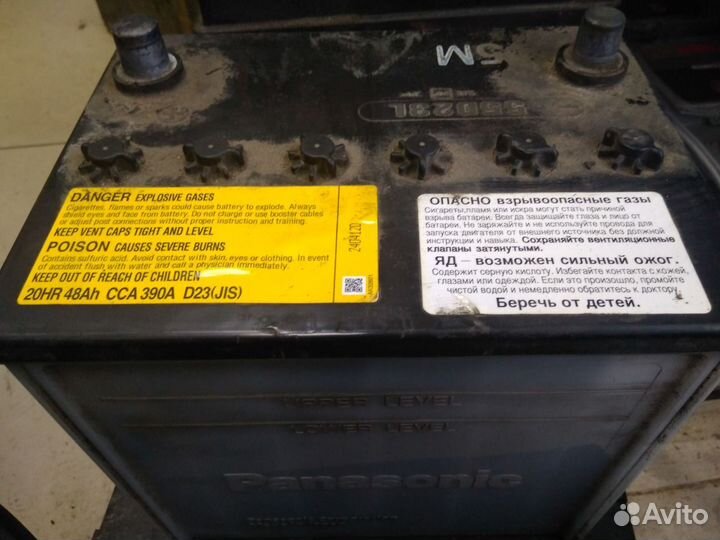 5M
55D23L
DANGER EXPLOSIVE GASES
Cigarettes, flames or sparks could cause battery to explode. Always
shield eyes and face from battery. Do not charge or use booster cables
or adjust post connections without proper instruction and training.
KEEP VENT CAPS TIGHT AND LEVEL
POISON CAUSES SEVERE BURNS
Contains sulfuric acid. Avoid contact with skin, eyes or clothing. In event
of accident flush with water and call a physician immediately.
KEEP OUT OF REACH OF CHILDREN
20HR 48Ah CCA 390A D23(JIS)
ОПАСНО взрывоопасные газы
Сигареты,пламя или искра могут стать причиной
взрыва батареи. Всегда защищайте глаза и лицо от
батареи. Не заряжайте и не используйте провода для
запуска двигателя от внешнего источника без должной
инструкции и навыка. Сохраняйте вентиляционные
клапаны затянутыми.
ЯД – возможен сильный ожог.
Содержит серную кислоту. Избегайте контакта с кожей,
глазами или одеждой. Если это произошло, промойте
чистой водой и немедленно обратитесь к доктору.
Беречь от детей.
UPPER LEVEL
LOWER LEVEL
Panasonic
Avito